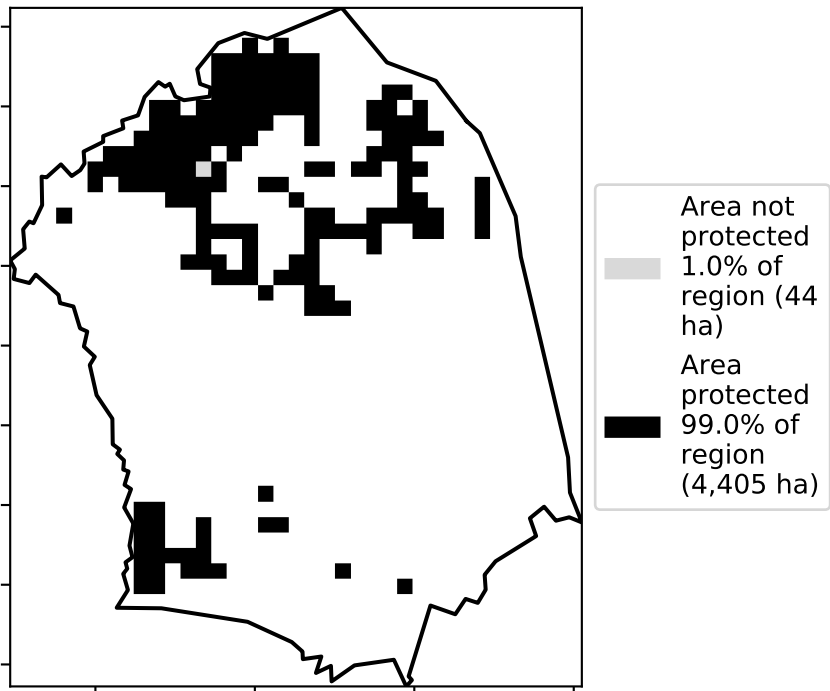 Area not
protected
1.0% of
region (44
ha)
Area
protected
99.0% of
region
(4,405 ha)